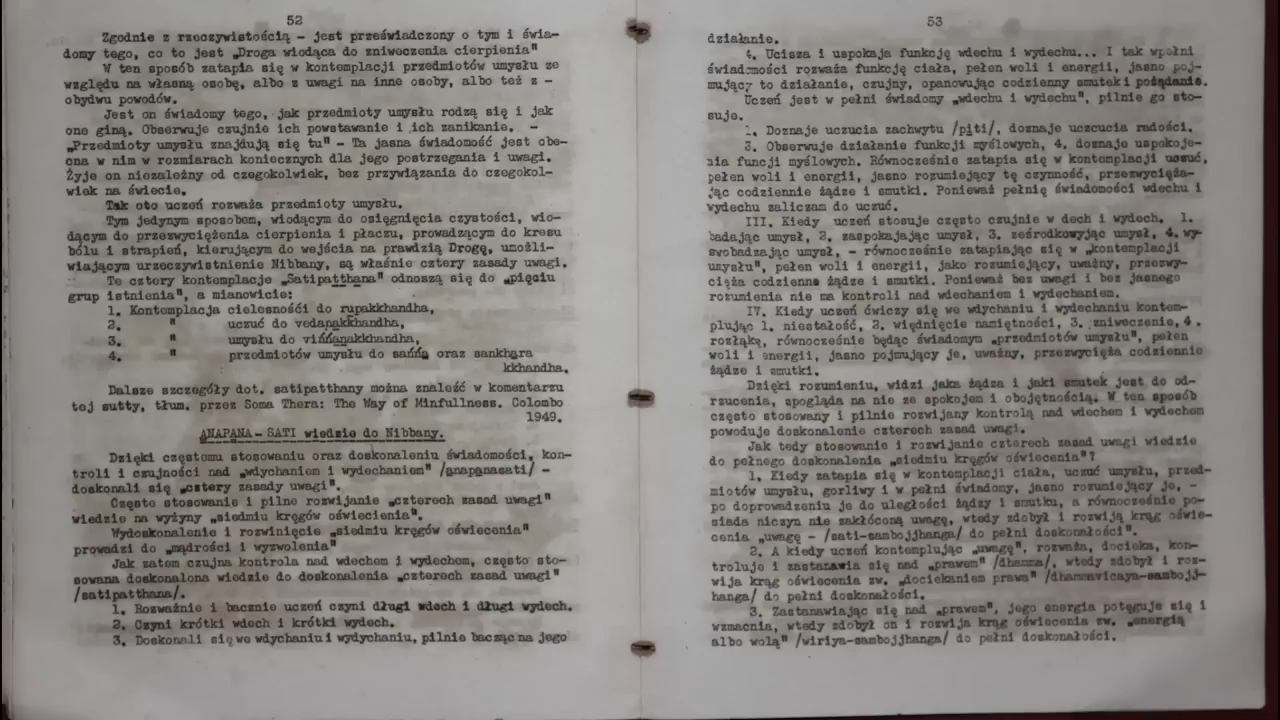 52
Zgodnie z rzeczywistością – jest przeświadczony o tym i świa-
domy tego, co to jest „Droga wiodąca do zniweczenia cierpienia"
W ten sposób zatapia się w kontemplacji przedmiotów umysłu ze
względu na własną osobę, albo z uwagi na inne osoby, albo też z –
obydwu powodów.
Jest on świadomy tego, jak przedmioty umysłu rodzą się i jak
one giną. Obserwuje czujnie ich powstawanie i ich zanikanie. –
„Przedmioty umysłu znajdują się tu" – Ta jasna świadomość jest obe-
cna w nim w rozmiarach koniecznych dla jego postrzegania i uwagi.
Żyje on niezależny od czegokolwiek, bez przywiązania do czegokol-
wiek na świecie.
Tak oto uczeń rozważa przedmioty umysłu.
Tym jedynym sposobem, wiodącym do osięgnięcia czystości, wio-
dącym do przezwyciężenia cierpienia i płaczu, prowadzącym do kresu
bólu i strapień, kierującym do wejścia na prawdzią Drogę, umożli-
wiającym urzeczywistnienie Nibbany, są właśnie cztery zasady uwagi.
Te cztery kontemplacje „Satipatthana" odnoszą się do „pięciu
grup istnienia", a mianowicie:
1. Kontemplacja cielesnośći do rupakkhandha,
2. " uczuć do vedanakkhandha,
3. " umysłu do vińńanakkhandha,
4. " przedmiotów umysłu do sańńa oraz sankhara
kkhandha.
Dalsze szczegóły dot. satipatthany można znaleźć w komentarzu
tej sutty, tłum. przez Soma Thera: The Way of Minfullness. Colombo
1949.
ANAPANA – SATI wiedzie do Nibbany.
Dzięki częstomu stosowaniu oraz doskonaleniu świadomości, kon-
troli i czujności nad „wdychaniem i wydechaniem" /anapanasati/ –
doskonali się „cztery zasady uwagi".
Często stosowanie i pilne rozwijanie „czterech zasad uwagi"
wiedzie na wyżyny „siedmiu kręgów oświecienia".
Wydoskonalenie i rozwinięcie „siedmiu kręgów oświecenia"
prowadzi do „mądrości i wyzwolenia"
Jak zatem czujna kontrola nad wdechem i wydechem, często sto-
sowana doskonalona wiedzie do doskonalenia „czterech zasad uwagi"
/satipatthana/.
1. Rozważnie i bacznie uczeń czyni długi wdech i długi wydech.
2. Czyni krótki wdech i krótki wydech.
3. Doskonali się we wdychaniu i wydychaniu, pilnie bacząc na jego
53
działanie.
4. Ucisza i uspokaja funkcję wdechu i wydechu... I tak wpełni
świadomości rozważa funkcję ciała, pełen woli i energii, jasno poj-
mujący to działanie, czujny, opanowując codzienny smutek i pożądanie.
Uczeń jest w pełni świadomy „wdechu i wydechu", pilnie go sto-
suje.
1. Doznaje uczucia zachwytu /piti/, doznaje uczcucia radości.
3. Obserwuje działanie funkcji myślowych, 4. doznaje uspokoje-
nia funcji myślowych. Równocześnie zatapia się w kontemplacji uczuć,
pełen woli i energii, jasno rozumiejący tę czynność, przezwycięża-
jąc codziennie żądze i smutki. Ponieważ pełnię świadomości wdechu i
wydechu zaliczam do uczuć.
III. Kiedy uczeń stosuje często czujnie w dech i wydech. 1.
badając umysł, 2. zaspokajając umysł, 3. ześrodkowyjąc umysł, 4. wy-
swobadzając umysł, – równocześnie zatapiając się w „kontemplacji
umysłu", pełen woli i energii, jako rozumiejący, uważny, przezwy-
cięża codzienne żądze i smutki. Ponieważ bez uwagi i bez jasnego
rozumienia nie ma kontroli nad wdechaniem i wydechaniem.
IV. Kiedy uczeń ćwiczy się we wdychaniu i wydechaniu kontem-
plując 1. niestałość, 2. więdnięcie namiętności, 3. zniweczenie, 4.
rozłąkę, równocześnie będąc świadomym „przedmiotów umysłu", pełen
woli i energii, jasno pojmujący je, uważny, przezwycięża codziennie
żądze i smutki.
Dzięki rozumieniu, widzi jaka żądza i jaki smutek jest do od-
rzucenia, spogląda na nie ze spokojem i obojętnością. W ten sposób
często stosowany i pilnie rozwijany kontrolą nad wdechem i wydechem
powoduje doskonalenie czterech zasad uwagi.
Jak tedy stosowanie i rozwijanie czterech zasad uwagi wiedzie
do pełnego doskonalenia „siedmiu kręgów oświecenia"?
1. Kiedy zatapia się w kontemplacji ciała, uczuć umysłu, przed-
miotów umysłu, gorliwy i w pełni świadomy, jasno rozumiejący je, –
po doprowadzeniu je do uległości żądzy i smutku, a równocześnie po-
siada niczym nie zakłóconą uwagę, wtedy zdobył i rozwiją krąg oświe-
cenia „uwagę – /sati-sambojjhanga/ do pełni doskonałości".
2. A kiedy uczeń kontemplując „uwagę", rozważa, docieka, kon-
troluje i zastanawia się nad „prawem" /dhamma/, wtedy zdobył i roz-
wija krąg oświecenia zw. „dociekaniem prawa" /dhammavicaya-sambojj-
hanga/ do pełni doskonałości.
3. Zastanawiając się nad „prawem", jego energia potęguje się i
wzmacnia, wtedy zdobył on i rozwija krąg oświecenia zw. „energią
albo wolą" /wiriya-sambojjhanga/ do pełni doskonałości.